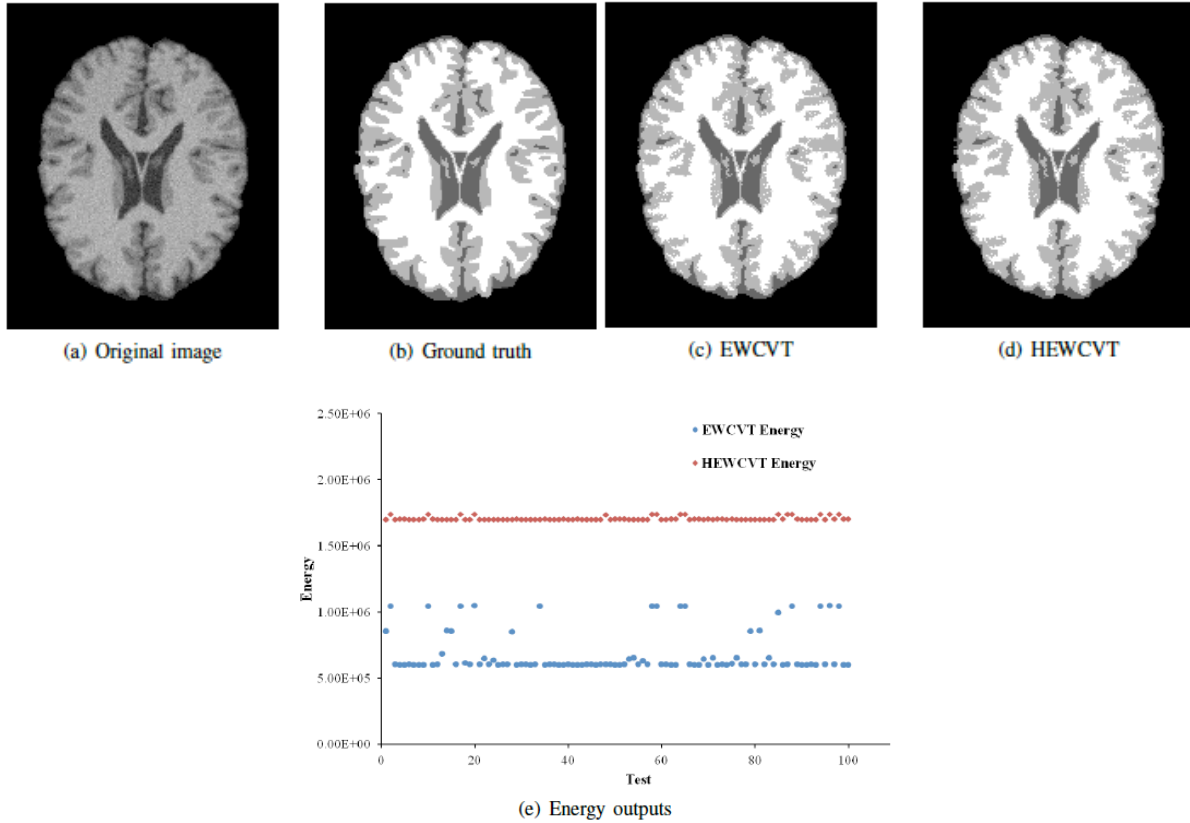 (a) Original image
(b) Ground truth
(c) EWCVT
(d) HEWCVT
2.50E+06
2.00E+06
1.50E+06
1.00E+06
5.00E+05
0.00E+00
Energy
EWCVT Energy
HEWCVT Energy
0
20
40
60
80
100
Test
(e) Energy outputs